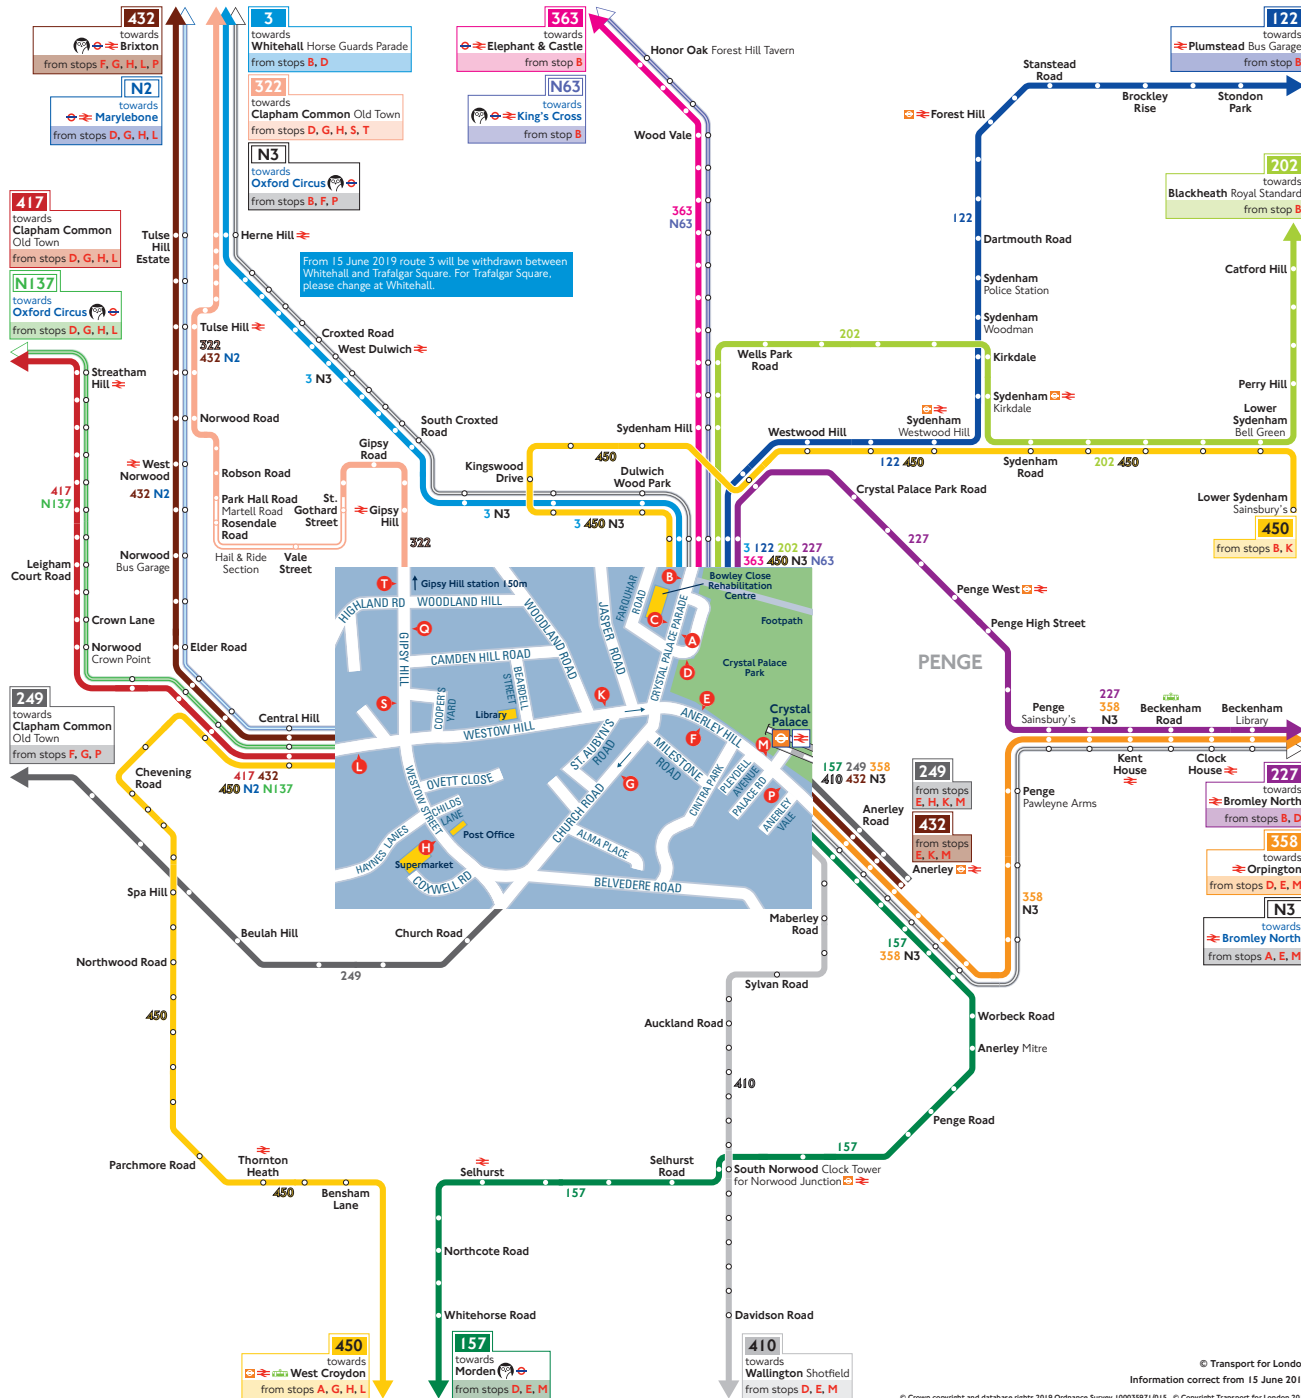 432
towards
Brixton
from stops F, G, H, L, P
N2
towards
Marylebone
from stops D, G, H, L
3
towards
Whitehall Horse Guards Parade
from stops B, D
322
towards
Clapham Common Old Town
from stops D, G, H, S, T
N3
towards
Oxford Circus
from stops B, F, P
363
towards
Elephant & Castle
from stop B
N63
towards
King's Cross
from stop B
122
towards
Plumstead Bus Garage
from stop B
202
towards
Blackheath Royal Standard
from stop B
417
towards
Clapham Common
Old Town
from stops D, G, H, L
N137
towards
Oxford Circus
from stops D, G, H, L
From 15 June 2019 route 3 will be withdrawn between
Whitehall and Trafalgar Square. For Trafalgar Square,
please change at Whitehall.
Honor Oak Forest Hill Tavern
Wood Vale
363
N63
Sydenham Hill
Stanstead
Road
Brockley
Rise
Stondon
Park
Forest Hill
122
Dartmouth Road
Sydenham
Police Station
Sydenham
Woodman
Kirkdale
Sydenham
Kirkdale
202
Wells Park
Road
Westwood Hill
Sydenham
Westwood Hill
122 450
Sydenham
Road
202 450
Catford Hill
Perry Hill
Lower
Sydenham
Bell Green
Lower Sydenham
Sainsbury's
450
from stops B, K
Tulse
Hill
Estate
Herne Hill
Tulse Hill
322
432 N2
Norwood Road
Croxted Road
West Dulwich
3 N3
South Croxted
Road
Kingswood
Drive
450
Dulwich
Wood Park
3 N3
3 450 N3
Streatham
Hill
West
Norwood
432 N2
417
N137
Robson Road
Park Hall Road
Martell Road
Rosendale
Road
Hail & Ride
Section
Vale
Street
St.
Gothard
Street
Gipsy
Road
Gipsy
Hill
322
Norwood
Bus Garage
Leigham
Court Road
Crown Lane
Norwood
Crown Point
Elder Road
Central Hill
417 432
450 N2 N137
3 122 202 227
363 450 N3 N63
Crystal Palace Park Road
227
Penge West
Penge High Street
PENGE
Penge
Sainsbury's
227
358
N3
Beckenham
Road
Beckenham
Library
Kent
House
Clock
House
Penge
Pawleyne Arms
227
towards
Bromley North
from stops B, D
358
towards
Orpington
from stops D, E, M
N3
towards
Bromley North
from stops A, E, M
358
N3
249
towards
Clapham Common
Old Town
from stops F, G, P
Chevening
Road
Spa Hill
Beulah Hill
Church Road
249
Northwood Road
450
Parchmore Road
Thornton
Heath
450
Bensham
Lane
450
towards
West Croydon
from stops A, G, H, L
T
Gipsy Hill station 150m
HIGHLAND RD
WOODLAND HILL
Q
GIPSY HILL
CAMDEN HILL ROAD
WOODLAND ROAD
JASPER ROAD
FARQUHAR
ROAD
B
C
A
D
CRYSTAL PALACE PARADE
Bowley Close
Rehabilitation
Centre
Footpath
Crystal Palace
Park
S
COOPER'S
YARD
BEARDELL
STREET
Library
K
E
WESTOW HILL
ST. AUBYN'S
ROAD
ANERLEY HILL
F
Crystal
Palace
M
L
G
MILESTONE
ROAD
CINTRA PARK
PLEYDELL
AVENUE
PALACE RD
P
ANERLEY
VALE
OVETT CLOSE
WESTOW STREET
CHILDS
LANE
Post Office
HAYNES LANES
H
Supermarket
COXWELL RD
CHURCH ROAD
ALMA PLACE
BELVEDERE ROAD
157 249 358
410 432 N3
Anerley
Road
249
from stops
E, H, K, M
432
from stops
E, K, M
Anerley
Maberley
Road
157
358 N3
Sylvan Road
Auckland Road
410
Worbeck Road
Anerley Mitre
Penge Road
157
Selhurst
Selhurst
Road
157
South Norwood Clock Tower
for Norwood Junction
Northcote Road
Whitehorse Road
Davidson Road
157
towards
Morden
from stops D, E, M
410
towards
Wallington Shotfield
from stops D, E, M
© Transport for Londo
Information correct from 15 June 201
© Crown copyright and database rights 2019 Ordnance Survey 100035971/015 © Copyright Transport for London 20